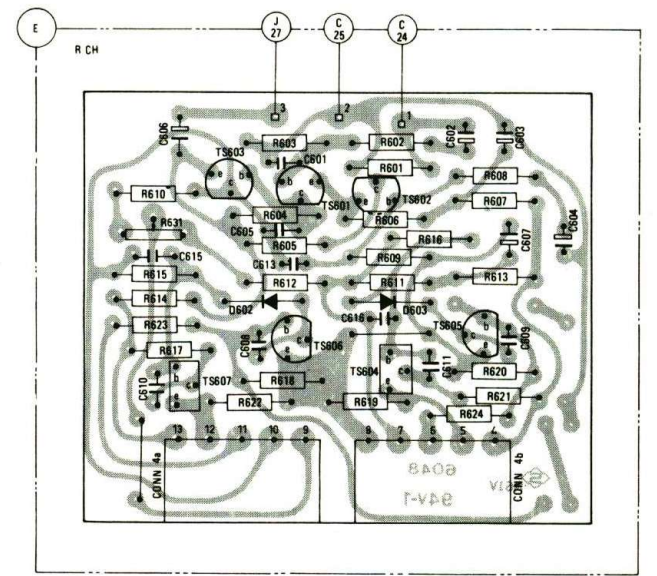 E
J
27
C
25
C
24
R CH
3
2
1
C606
R603
R602
C602
C603
TS603
C601
R601
R608
e
b
c
b
e
c
b
c
e
R610
TS601
TS602
R607
R604
R606
R631
C605
R616
C607
C604
R605
C615
C613
R609
R615
R612
R611
R613
R614
D602
D603
C616
R623
C608
b
c
e
TS606
TS605
b
c
e
C609
R617
TS604
b
c
e
C611
R620
C610
b
c
e
TS607
R618
R621
R622
R619
R624
13
12
11
10
9
8
7
6
5
4
CONN 4a
CONN 4b
6048
94V-1